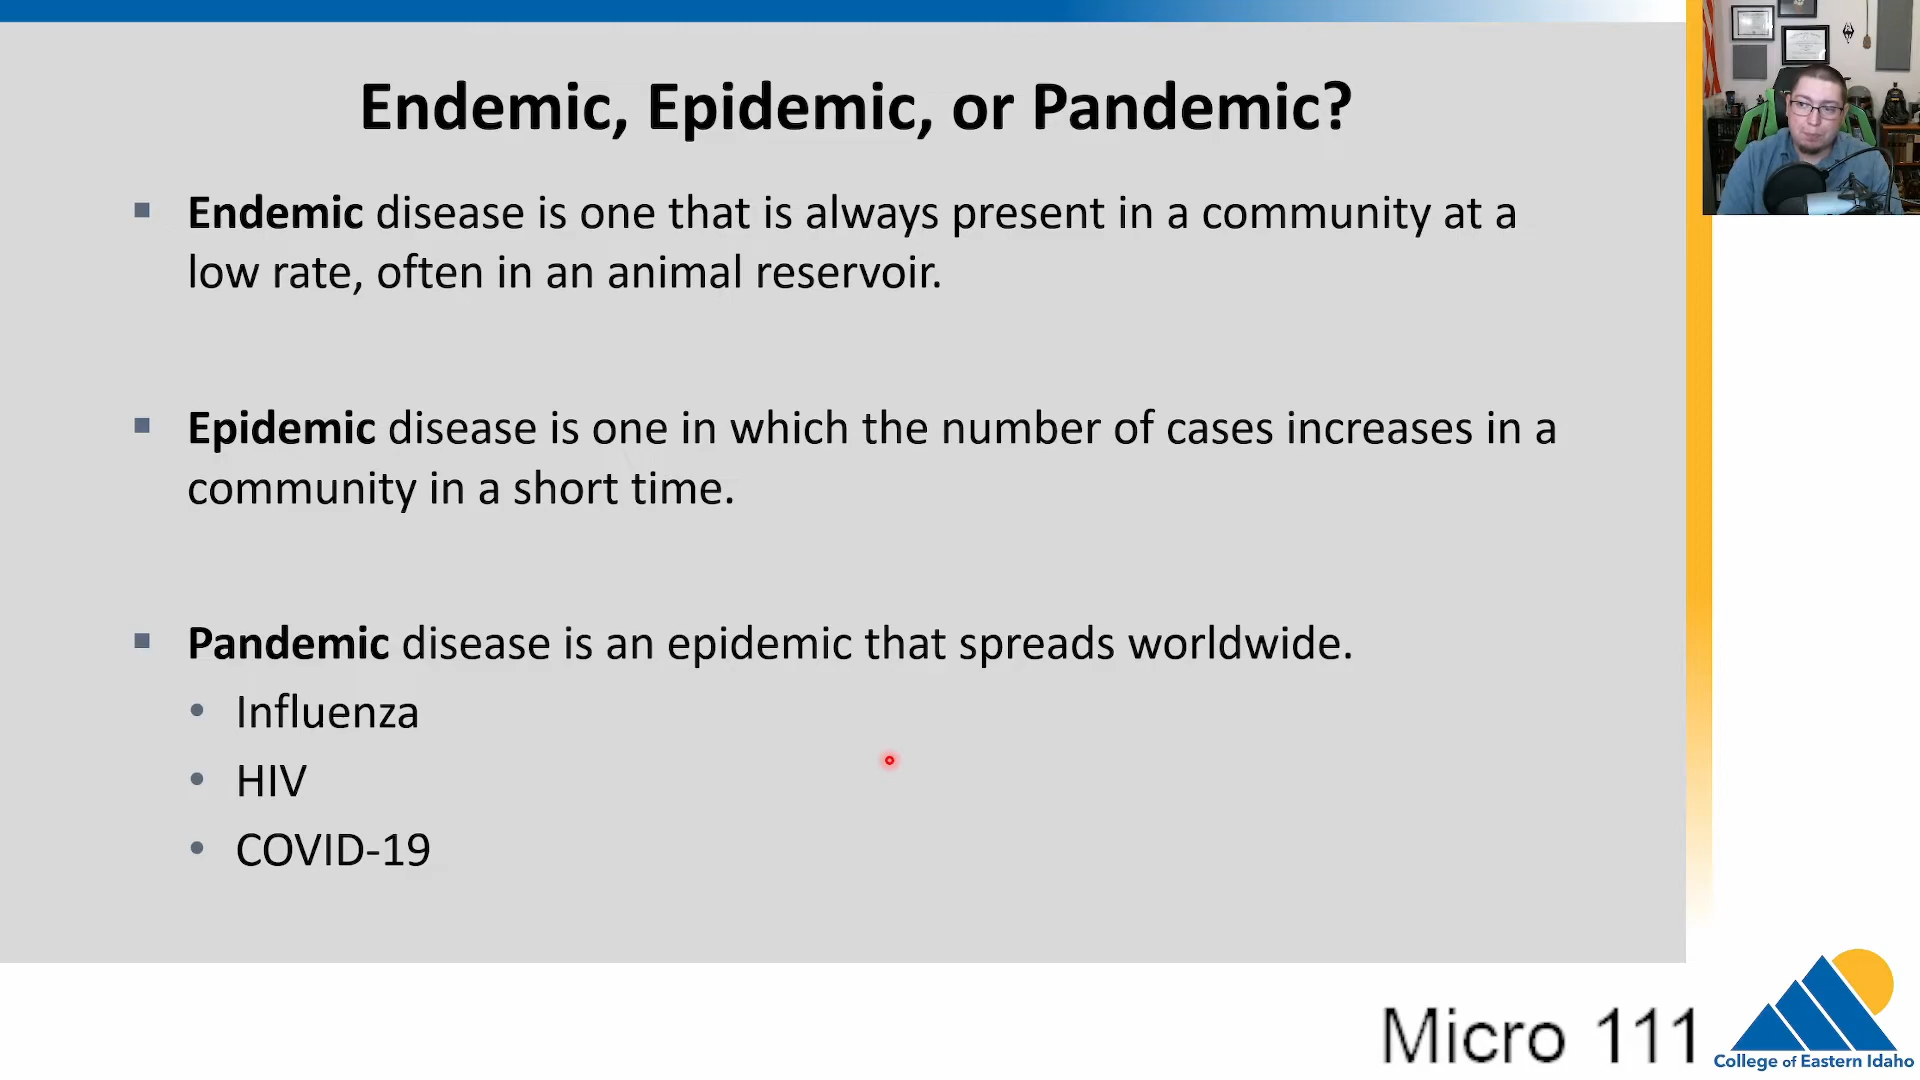 Endemic, Epidemic, or Pandemic?
Endemic disease is one that is always present in a community at a
low rate, often in an animal reservoir.
Epidemic disease is one in which the number of cases increases in a
community in a short time.
Pandemic disease is an epidemic that spreads worldwide.
Influenza
HIV
COVID-19
Micro 111
College of Eastern Idaho